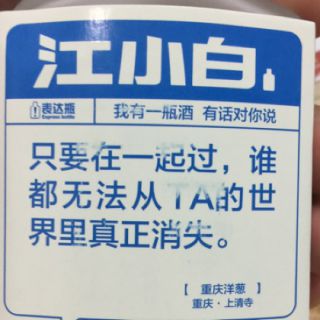 江小白
表达瓶
Express bottle
我有一瓶酒 有话对你说
只要在一起过，谁
都无法从TA的世
界里真正消失。
【 重庆洋葱 】
重庆·上清寺